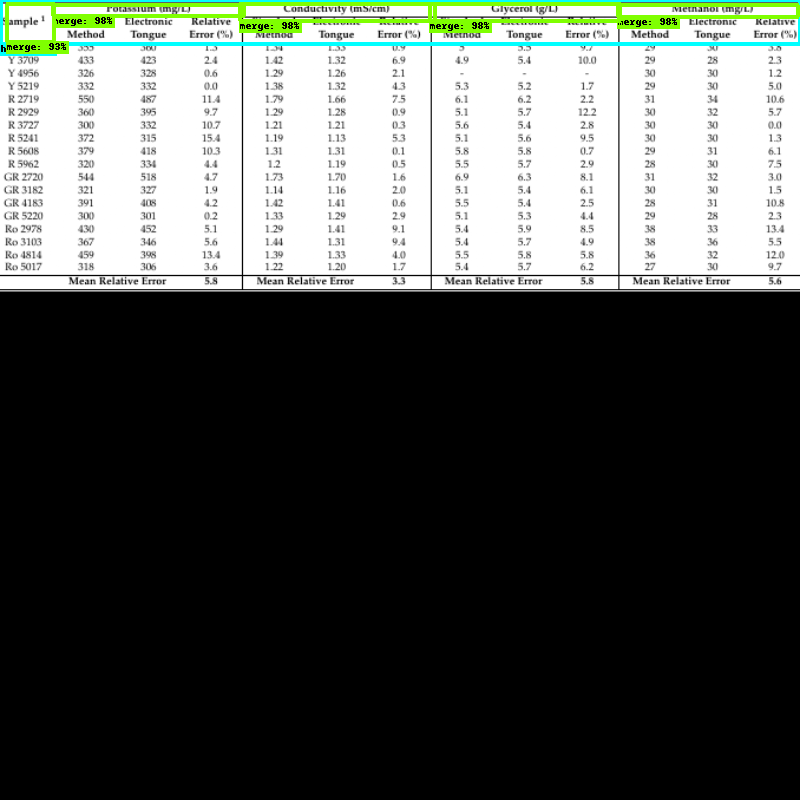 Potassium (mg/L) Conductivity (mS/cm) Glycerol (g/L) Methanol (mg/L)
Sample 1 merge: 98% Electronic Relative merge: 98% merge: 98% merge: 98% Relative
Method Tongue Error (%) Method Tongue Error (%) Method Tongue Error (%) Method Tongue Error (%)
merge: 93% 355 360 1.3 1.34 1.33 0.9 5 5.5 9.7 29 30 3.8
Y 3709 433 423 2.4 1.42 1.32 6.9 4.9 5.4 10.0 29 28 2.3
Y 4956 326 328 0.6 1.29 1.26 2.1 - - - 30 30 1.2
Y 5219 332 332 0.0 1.38 1.32 4.3 5.3 5.2 1.7 29 30 5.0
R 2719 550 487 11.4 1.79 1.66 7.5 6.1 6.2 2.2 31 34 10.6
R 2929 360 395 9.7 1.29 1.28 0.9 5.1 5.7 12.2 30 32 5.7
R 3727 300 332 10.7 1.21 1.21 0.3 5.6 5.4 2.8 30 30 0.0
R 5241 372 315 15.4 1.19 1.13 5.3 5.1 5.6 9.5 30 30 1.3
R 5608 379 418 10.3 1.31 1.31 0.1 5.8 5.8 0.7 29 31 6.1
R 5962 320 334 4.4 1.2 1.19 0.5 5.5 5.7 2.9 28 30 7.5
GR 2720 544 518 4.7 1.73 1.70 1.6 6.9 6.3 8.1 31 32 3.0
GR 3182 321 327 1.9 1.14 1.16 2.0 5.1 5.4 6.1 30 30 1.5
GR 4183 391 408 4.2 1.42 1.41 0.6 5.5 5.4 2.5 28 31 10.8
GR 5220 300 301 0.2 1.33 1.29 2.9 5.1 5.3 4.4 29 28 2.3
Ro 2978 430 452 5.1 1.29 1.41 9.1 5.4 5.9 8.5 38 33 13.4
Ro 3103 367 346 5.6 1.44 1.31 9.4 5.4 5.7 4.9 38 36 5.5
Ro 4814 459 398 13.4 1.39 1.33 4.0 5.5 5.8 5.8 36 32 12.0
Ro 5017 318 306 3.6 1.22 1.20 1.7 5.4 5.7 6.2 27 30 9.7
Mean Relative Error 5.8 Mean Relative Error 3.3 Mean Relative Error 5.8 Mean Relative Error 5.6